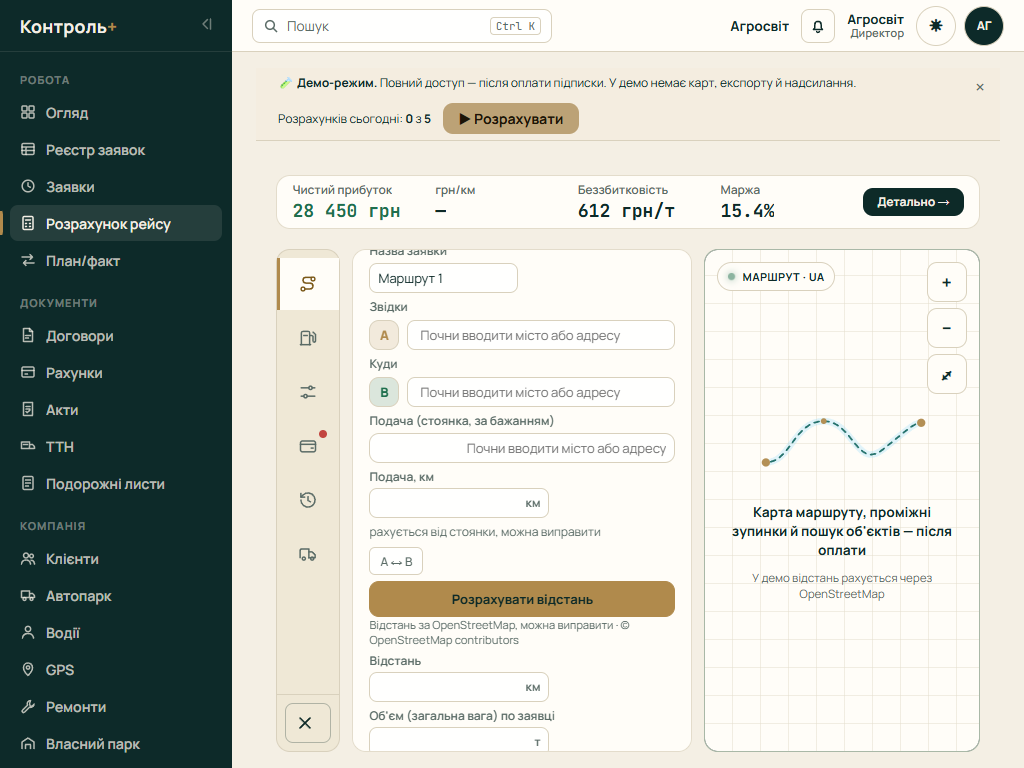 Контроль+
РОБОТА
Огляд
Реєстр заявок
Заявки
Розрахунок рейсу
План/факт
ДОКУМЕНТИ
Договори
Рахунки
Акти
ТТН
Подорожні листи
КОМПАНІЯ
Клієнти
Автопарк
Водії
GPS
Ремонти
Власний парк
Пошук
Ctrl K
Агросвіт
Агросвіт
Директор
АГ
Демо-режим. Повний доступ — після оплати підписки. У демо немає карт, експорту й надсилання.
Розрахунків сьогодні: 0 з 5
▶ Розрахувати
Чистий прибуток
28 450 грн
грн/км
—
Беззбитковість
612 грн/т
Маржа
15.4%
Детально →
Назва заявки
Маршрут 1
Звідки
A
Почни вводити місто або адресу
Куди
B
Почни вводити місто або адресу
Подача (стоянка, за бажанням)
Почни вводити місто або адресу
Подача, км
км
рахується від стоянки, можна виправити
A ↔ B
Розрахувати відстань
Відстань за OpenStreetMap, можна виправити · ©
OpenStreetMap contributors
Відстань
км
Об'єм (загальна вага) по заявці
т
МАРШРУТ · UA
+
−
Карта маршруту, проміжні
зупинки й пошук об'єктів — після
оплати
У демо відстань рахується через
OpenStreetMap